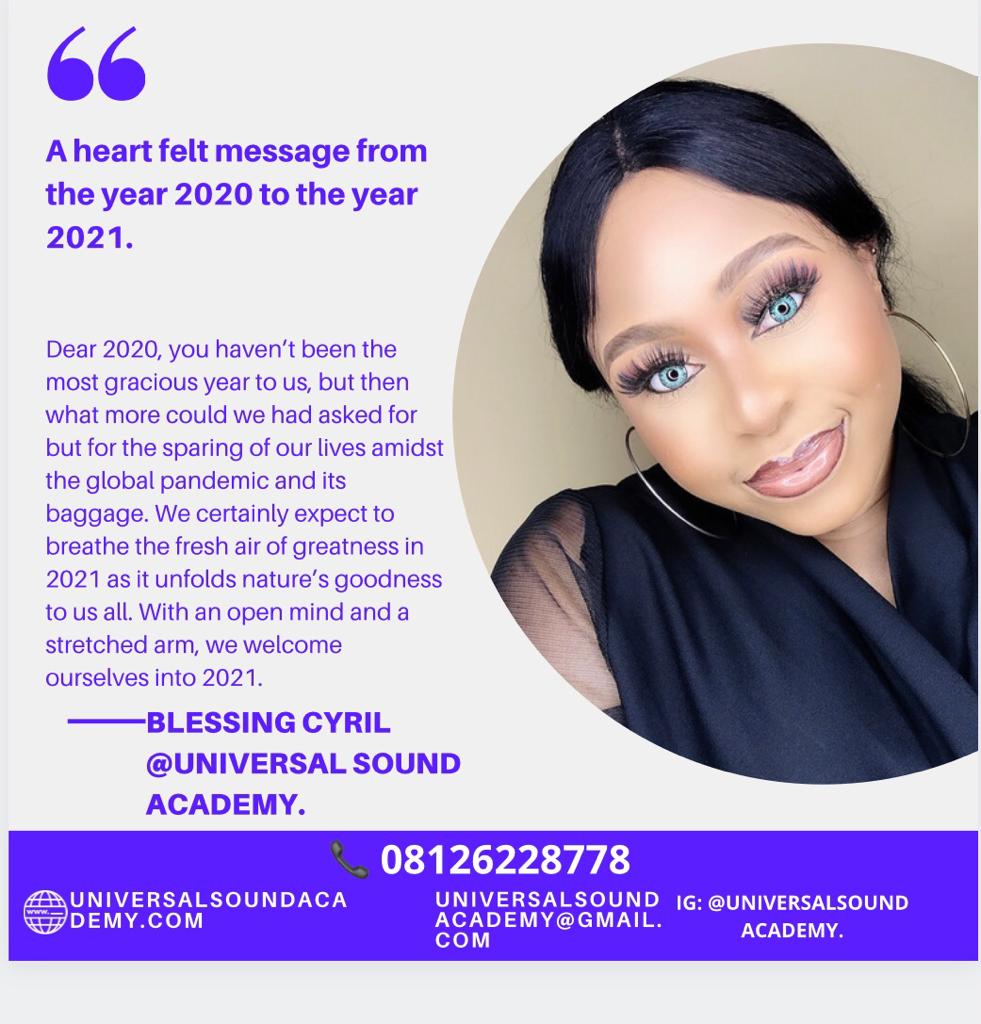 A heart felt message from
the year 2020 to the year
2021.
Dear 2020, you haven’t been the
most gracious year to us, but then
what more could we had asked for
but for the sparing of our lives amidst
the global pandemic and its
baggage. We certainly expect to
breathe the fresh air of greatness in
2021 as it unfolds nature’s goodness
to us all. With an open mind and a
stretched arm, we welcome
ourselves into 2021.
BLESSING CYRIL
@UNIVERSAL SOUND
ACADEMY.
08126228778
www.
UNIVERSALSOUNDACA
DEMY.COM
UNIVERSALSOUND
ACADEMY@GMAIL.
COM
IG: @UNIVERSALSOUND
ACADEMY.